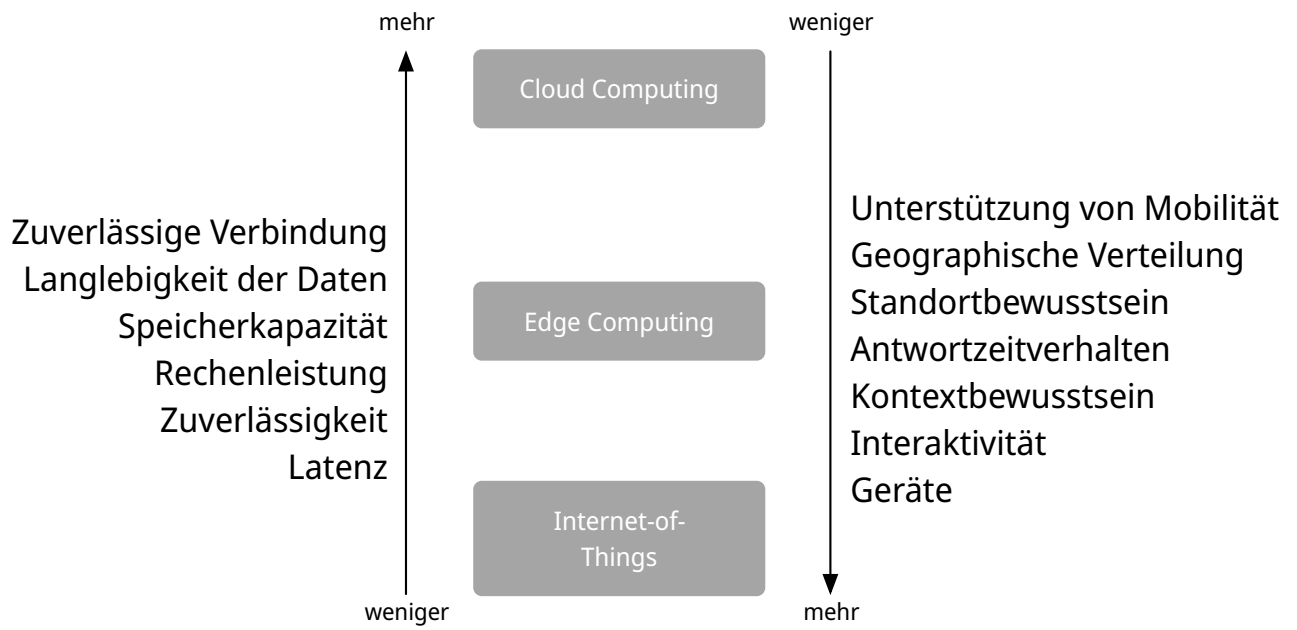 mehr
weniger
Cloud Computing
Zuverlässige Verbindung
Langlebigkeit der Daten
Speicherkapazität
Rechenleistung
Zuverlässigkeit
Latenz
Edge Computing
Unterstützung von Mobilität
Geographische Verteilung
Standortbewusstsein
Antwortzeitverhalten
Kontextbewusstsein
Interaktivität
Geräte
Internet-of-
Things
weniger
mehr